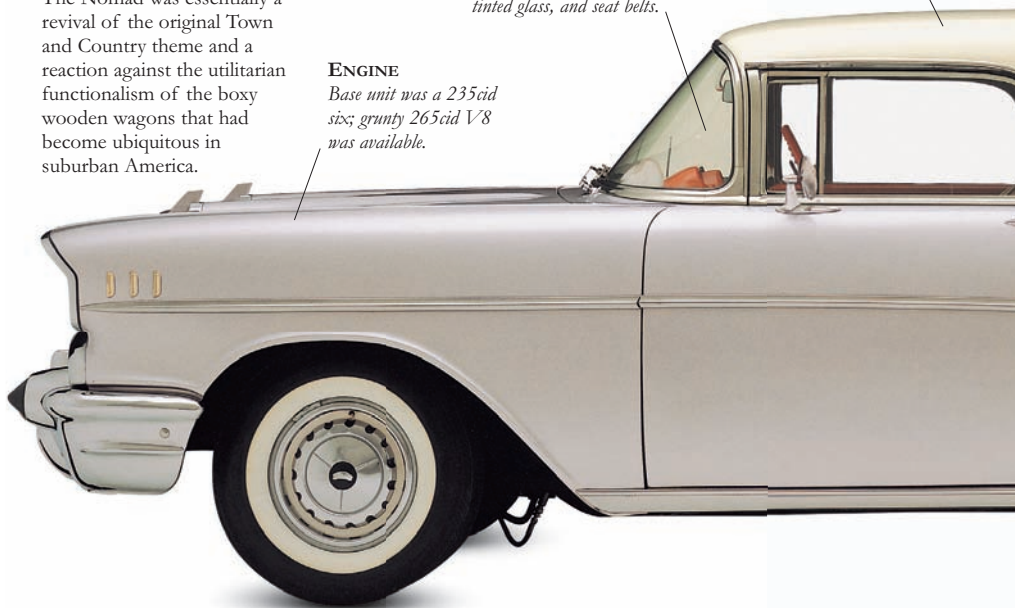 The Nomad was essentially a
revival of the original Town
and Country theme and a
reaction against the utilitarian
functionalism of the boxy
wooden wagons that had
become ubiquitous in
suburban America.
tinted glass, and seat belts.
ENGINE
Base unit was a 235cid
six; grunty 265cid V8
was available.